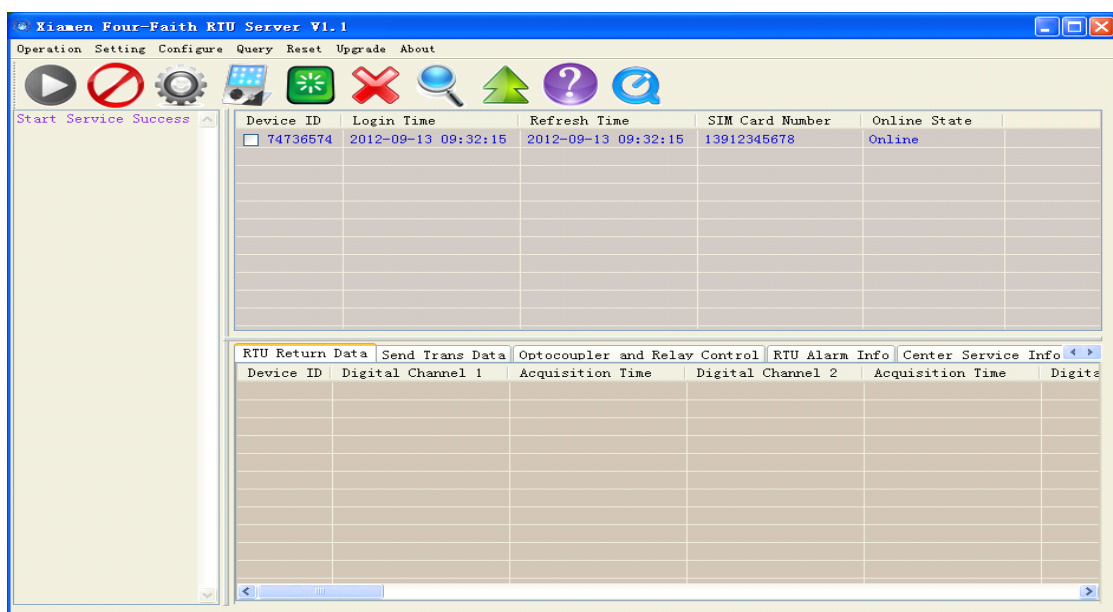 Xiamen Four-Faith RTU Server V1.1
Operation Setting Configure Query Reset Upgrade About
Start Service Success
Device ID Login Time Refresh Time SIM Card Number Online State
74736574 2012-09-13 09:32:15 2012-09-13 09:32:15 13912345678 Online
RTU Return Data Send Trans Data Optocoupler and Relay Control RTU Alarm Info Center Service Info
Device ID Digital Channel 1 Acquisition Time Digital Channel 2 Acquisition Time Digita